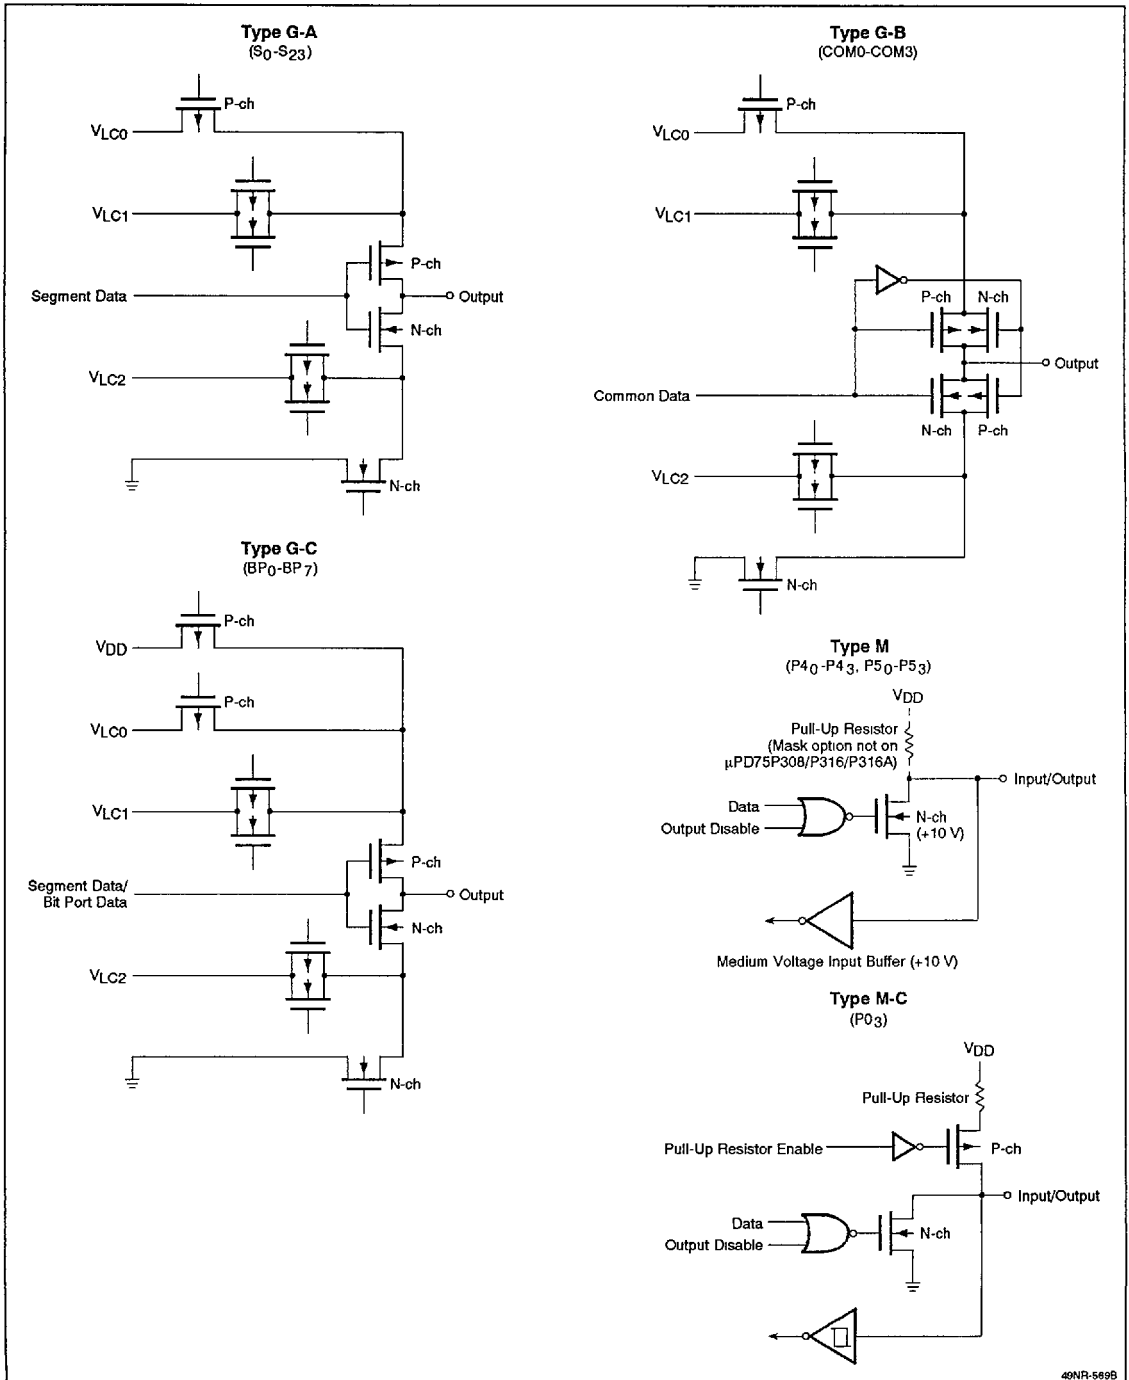 Type G-A
(S0-S23)
P-ch
VLC0
VLC1
P-ch
Segment Data
Output
N-ch
VLC2
N-ch
Type G-B
(COM0-COM3)
P-ch
VLC0
VLC1
P-ch N-ch
Output
Common Data
N-ch P-ch
VLC2
N-ch
Type G-C
(BP0-BP7)
P-ch
VDD
P-ch
VLC0
VLC1
P-ch
Segment Data/
Bit Port Data
Output
N-ch
VLC2
N-ch
Type M
(P40-P43, P50-P53)
VDD
Pull-Up Resistor
(Mask option not on
µPD75P308/P316/P316A)
Input/Output
Data
Output Disable
N-ch
(+10 V)
Medium Voltage Input Buffer (+10 V)
Type M-C
(P03)
VDD
Pull-Up Resistor
Pull-Up Resistor Enable
P-ch
Input/Output
Data
Output Disable
N-ch
49NR-569B